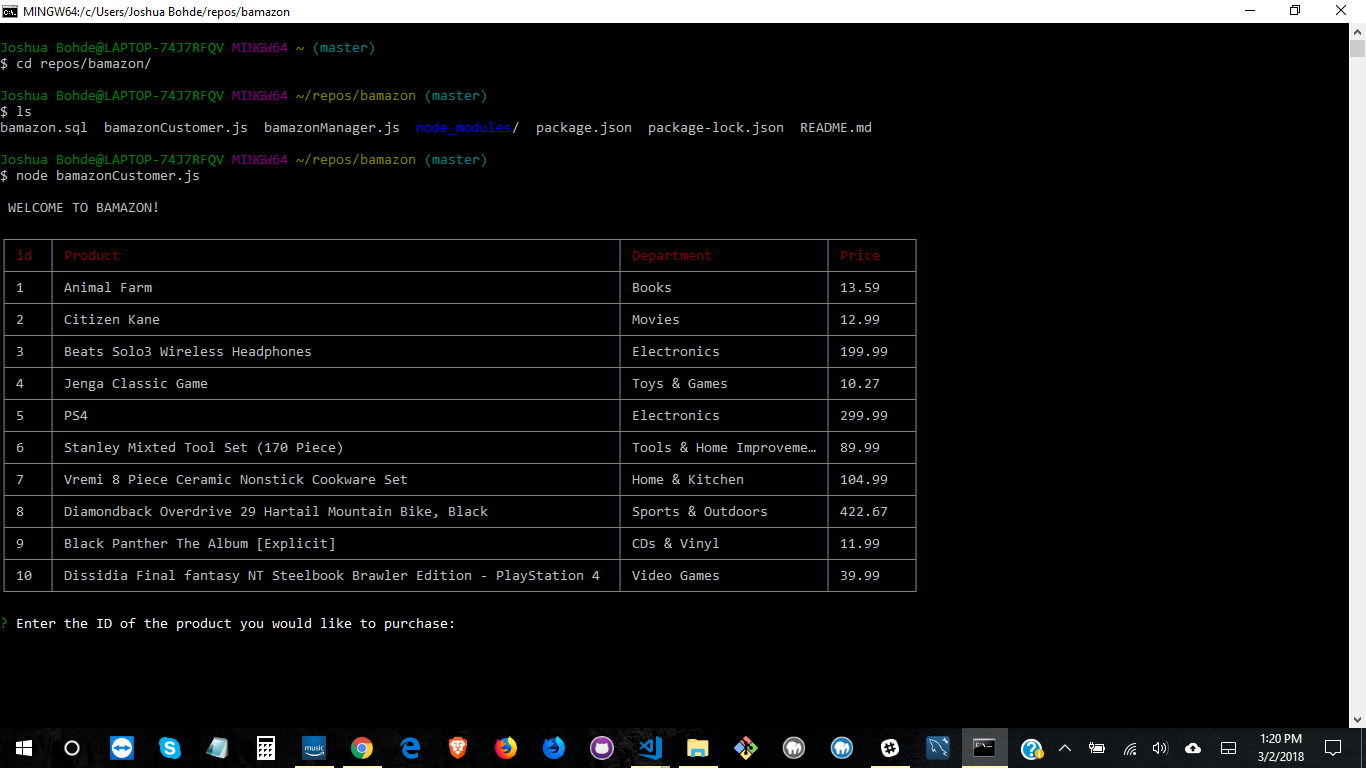 MINGW64:/c/Users/Joshua Bohde/repos/bamazon
Joshua Bohde@LAPTOP-74J7RFQV MINGW64 ~ (master)
$ cd repos/bamazon/
Joshua Bohde@LAPTOP-74J7RFQV MINGW64 ~/repos/bamazon (master)
$ ls
bamazon.sql bamazonCustomer.js bamazonManager.js node_modules/ package.json package-lock.json README.md
Joshua Bohde@LAPTOP-74J7RFQV MINGW64 ~/repos/bamazon (master)
$ node bamazonCustomer.js
WELCOME TO BAMAZON!
id Product Department Price
1 Animal Farm Books 13.59
2 Citizen Kane Movies 12.99
3 Beats Solo3 Wireless Headphones Electronics 199.99
4 Jenga Classic Game Toys & Games 10.27
5 PS4 Electronics 299.99
6 Stanley Mixted Tool Set (170 Piece) Tools & Home Improveme… 89.99
7 Vremi 8 Piece Ceramic Nonstick Cookware Set Home & Kitchen 104.99
8 Diamondback Overdrive 29 Hartail Mountain Bike, Black Sports & Outdoors 422.67
9 Black Panther The Album [Explicit] CDs & Vinyl 11.99
10 Dissidia Final fantasy NT Steelbook Brawler Edition - PlayStation 4 Video Games 39.99
? Enter the ID of the product you would like to purchase:
music
1:20 PM
3/2/2018